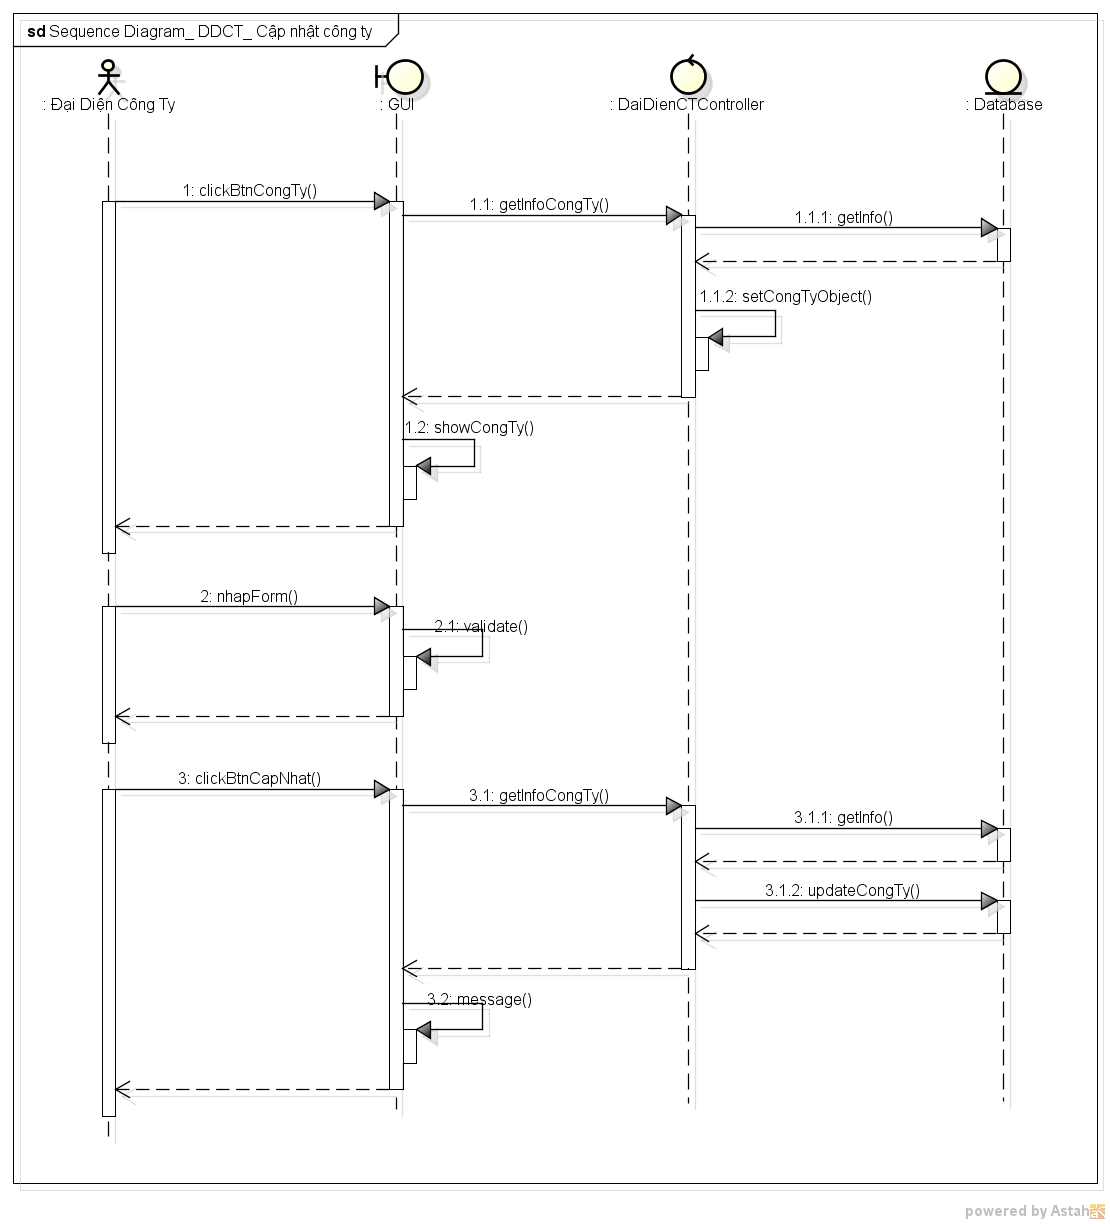 sd Sequence Diagram_ DDCT_ Cập nhật công ty
: Đại Diện Công Ty
: GUI
: DaiDienCTController
: Database
1: clickBtnCongTy()
1.1: getInfoCongTy()
1.1.1: getInfo()
1.1.2: setCongTyObject()
1.2: showCongTy()
2: nhapForm()
2.1: validate()
3: clickBtnCapNhat()
3.1: getInfoCongTy()
3.1.1: getInfo()
3.1.2: updateCongTy()
3.2: message()
powered by Astah